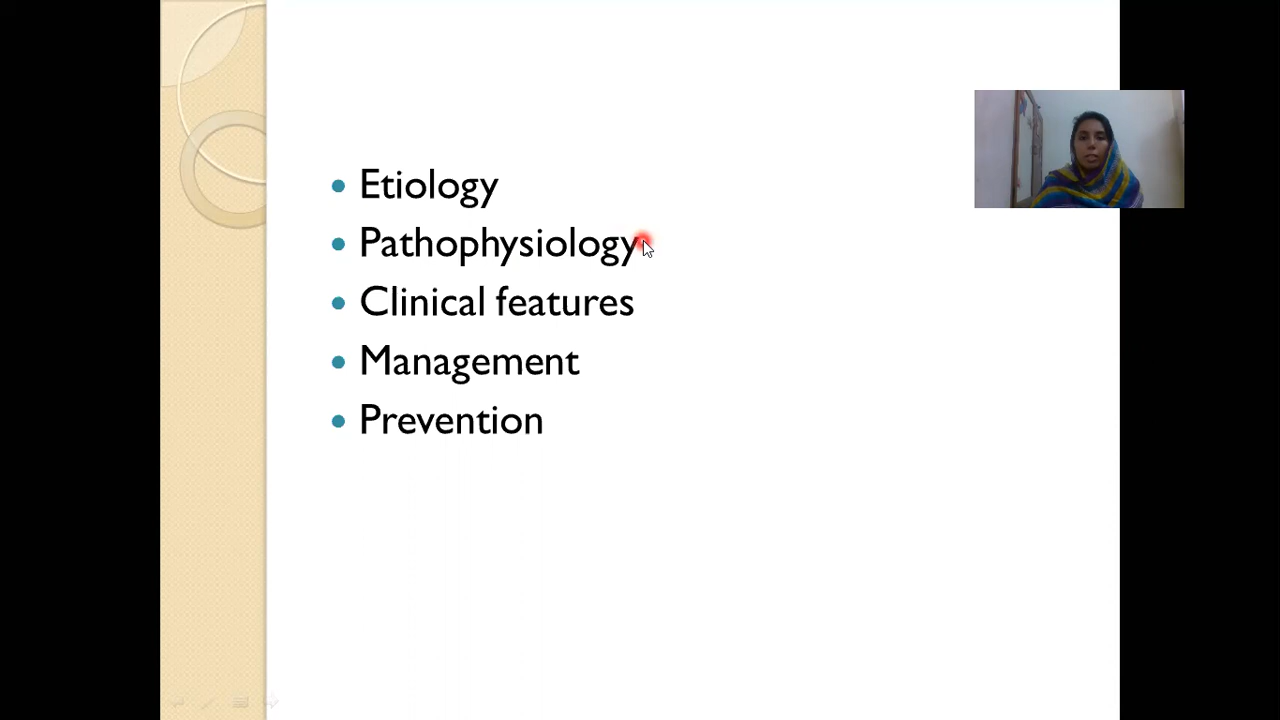 Etiology
Pathophysiology
Clinical features
Management
Prevention